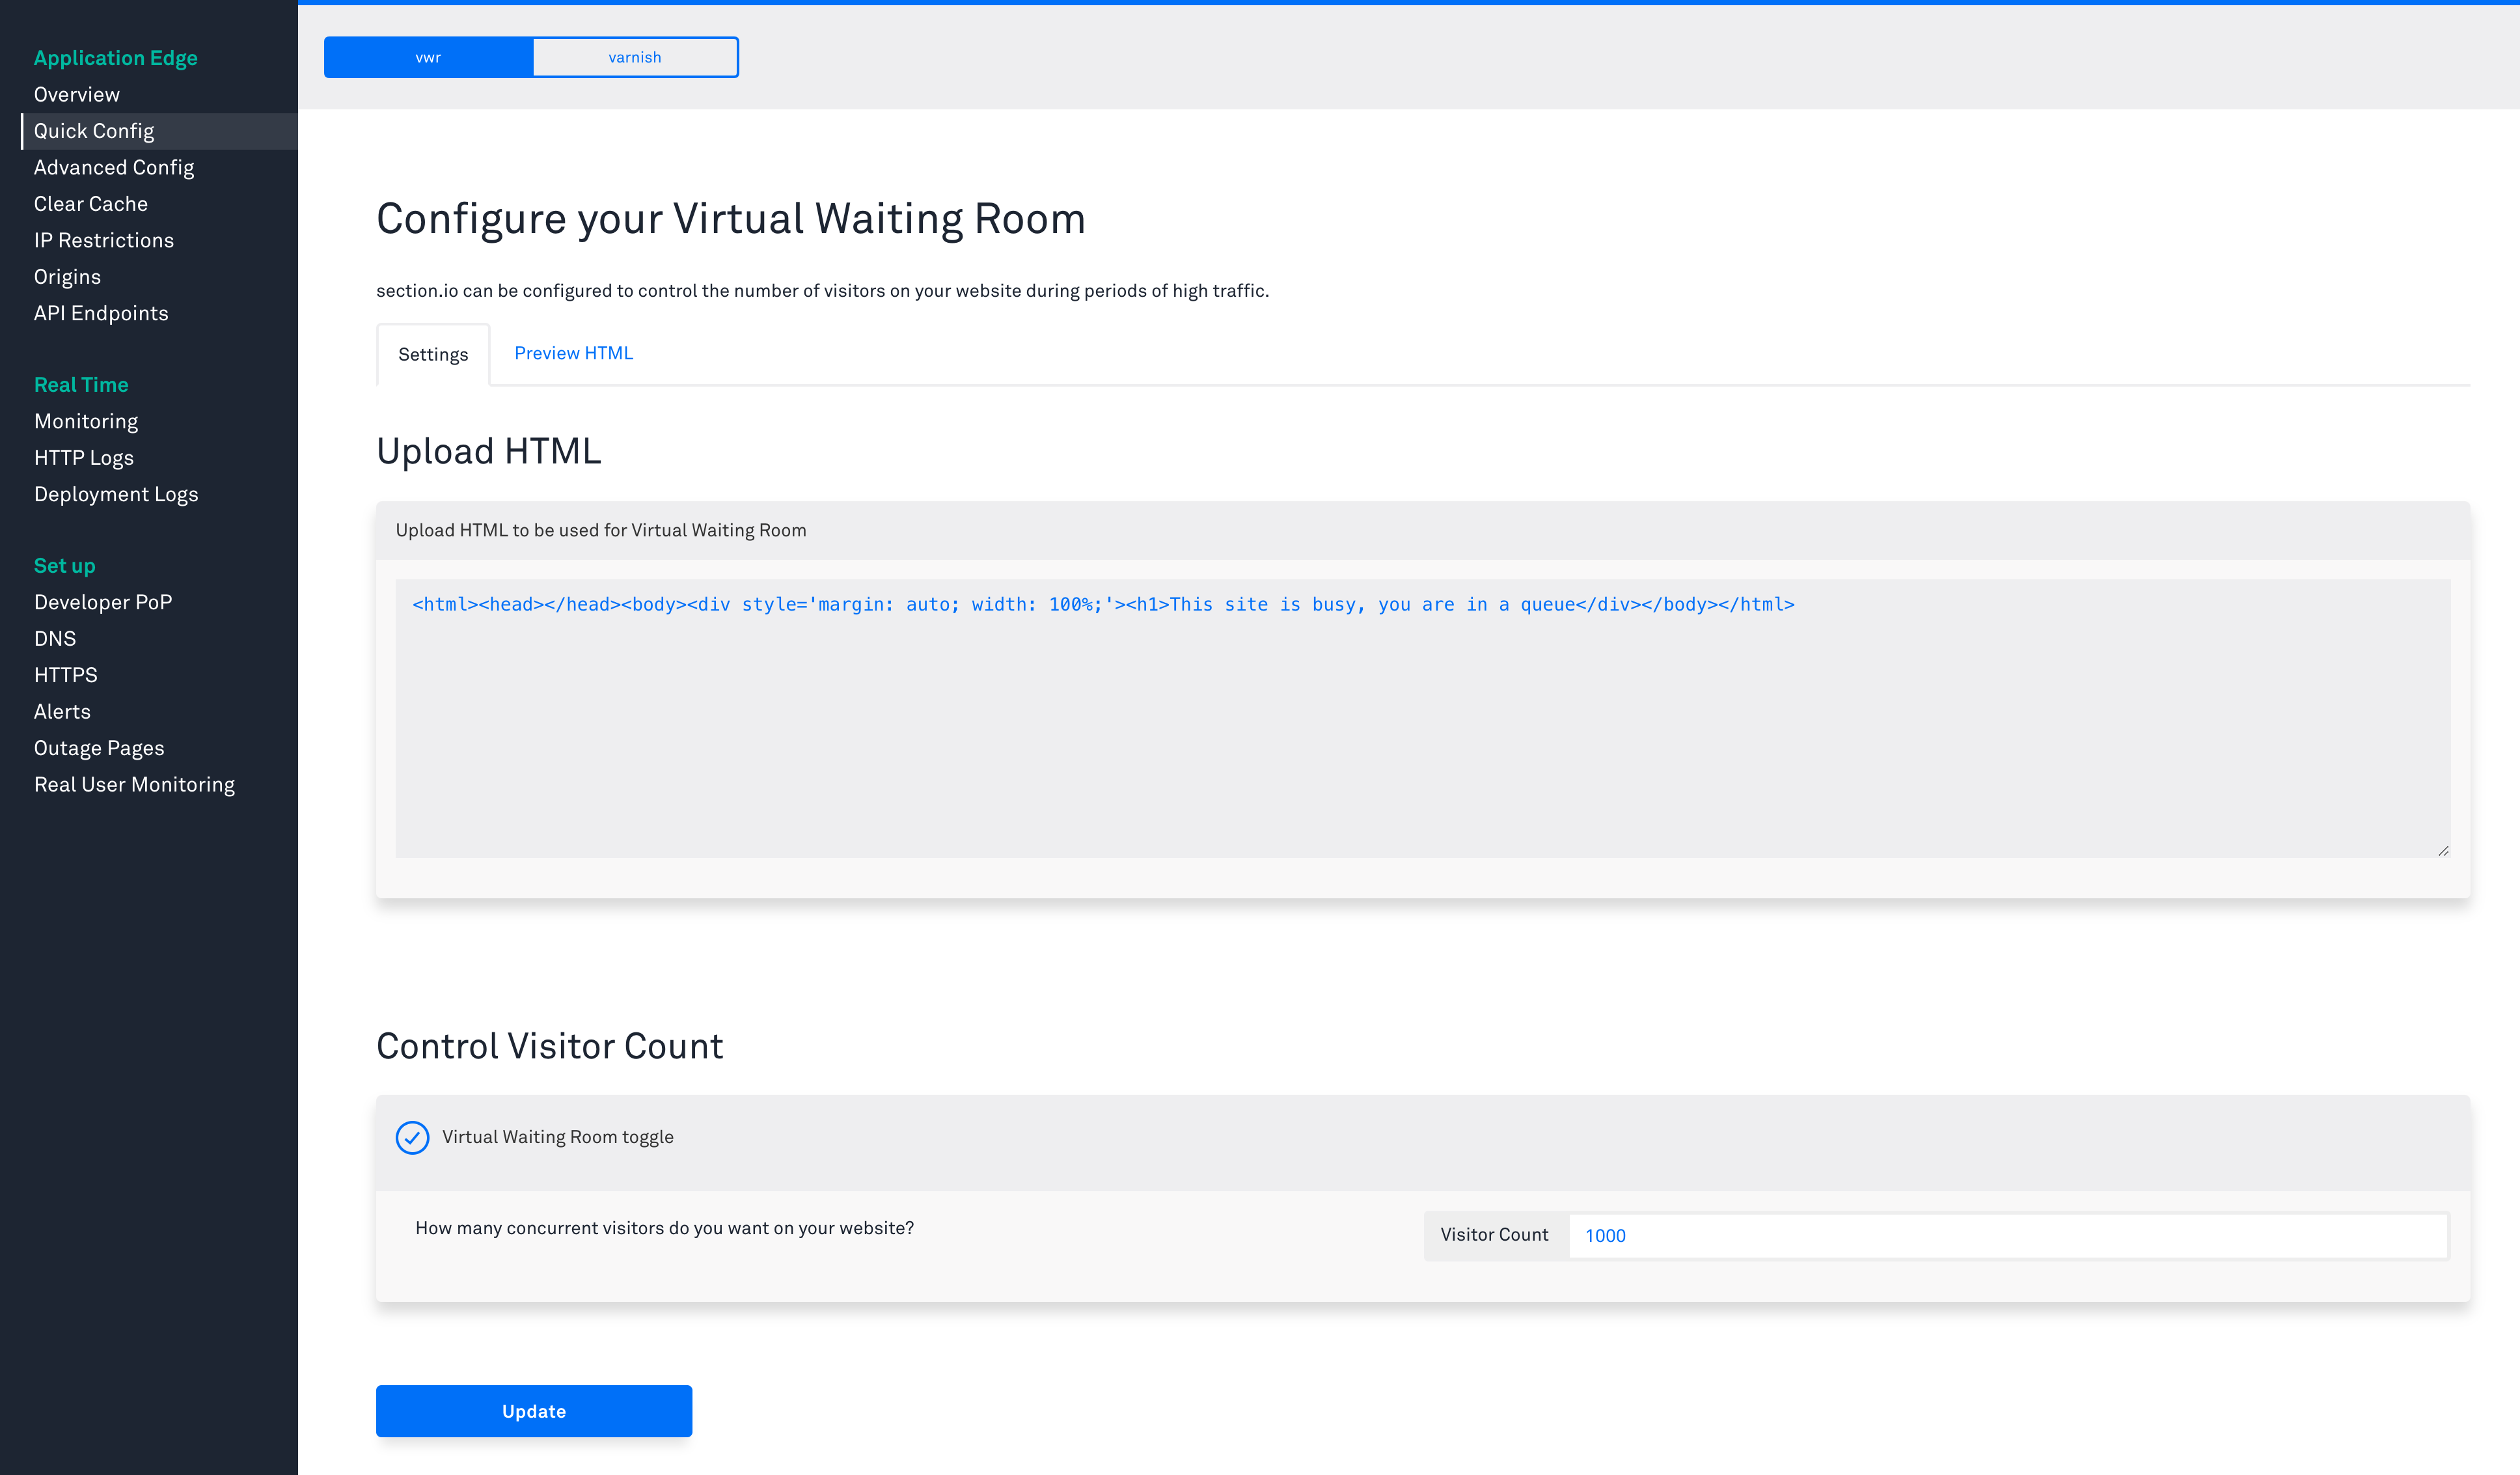 Application Edge
Overview
Quick Config
Advanced Config
Clear Cache
IP Restrictions
Origins
API Endpoints
Real Time
Monitoring
HTTP Logs
Deployment Logs
Set up
Developer PoP
DNS
HTTPS
Alerts
Outage Pages
Real User Monitoring
vwr
varnish
Configure your Virtual Waiting Room
section.io can be configured to control the number of visitors on your website during periods of high traffic.
Settings
Preview HTML
Upload HTML
Upload HTML to be used for Virtual Waiting Room
<html><head></head><body><div style='margin: auto; width: 100%;'><h1>This site is busy, you are in a queue</div></body></html>
Control Visitor Count
Virtual Waiting Room toggle
How many concurrent visitors do you want on your website?
Visitor Count
1000
Update